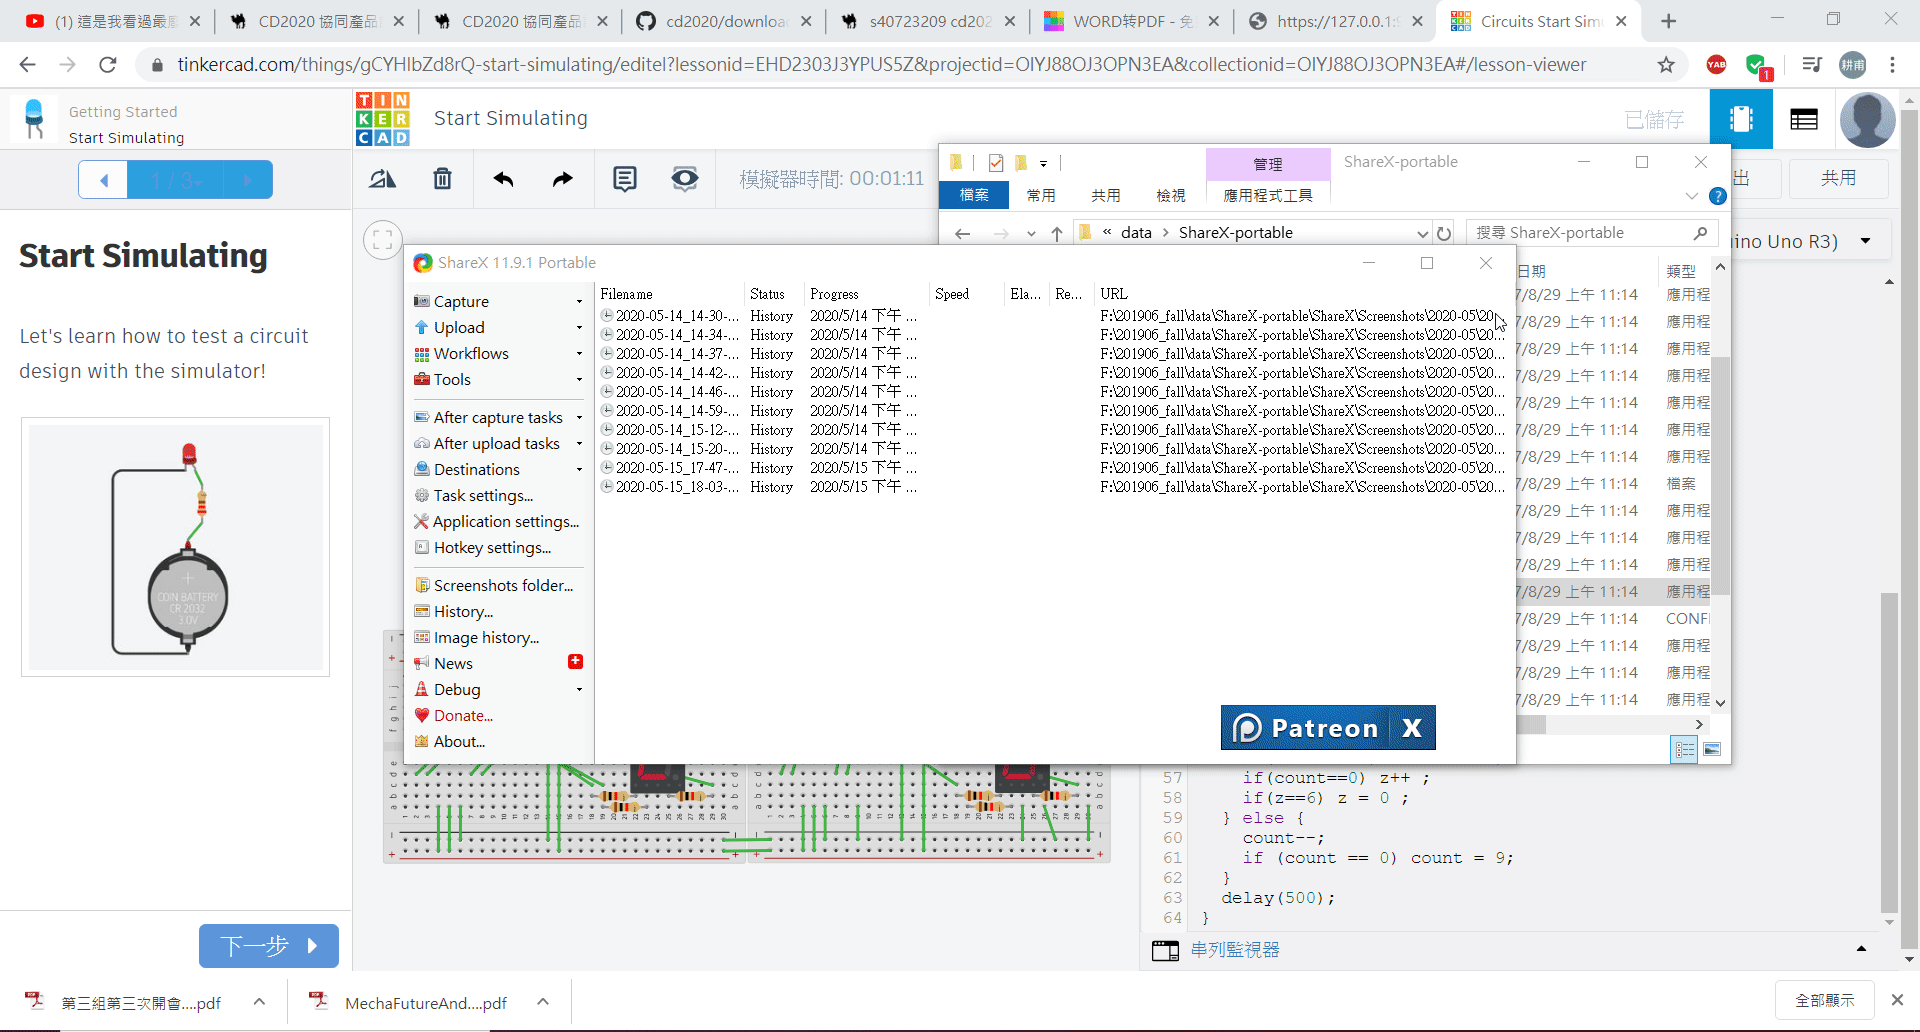 (1) 這是我看過最
CD2020 協同產品
CD2020 協同產品
cd2020/downloa
s40723209 cd202
WORD转PDF - 免
https://127.0.0.1:9
Circuits Start Simu
tinkercad.com/things/gCYHlbZd8rQ-start-simulating/editel?lessonid=EHD2303J3YPUS5Z&projectid=OIYJ88OJ3OPN3EA&collectionid=OIYJ88OJ3OPN3EA#/lesson-viewer
YAB
1
耕甫
Getting Started
Start Simulating
TINKERCAD
Start Simulating
已儲存
1 / 3
模擬器時間: 00:01:11
出
共用
管理
ShareX-portable
檔案
常用
共用
檢視
應用程式工具
« data > ShareX-portable
搜尋 ShareX-portable
ino Uno R3)
Start Simulating
Let's learn how to test a circuit
design with the simulator!
COIN BATTERY
CR 2032
3.0V
下一步
ShareX 11.9.1 Portable
Capture
Upload
Workflows
Tools
After capture tasks
After upload tasks
Destinations
Task settings...
Application settings...
Hotkey settings...
Screenshots folder...
History...
Image history...
News
Debug
Donate...
About...
Filename Status Progress Speed Ela... Re... URL
2020-05-14_14-30-... History 2020/5/14 下午 ... F:\201906_fall\data\ShareX-portable\ShareX\Screenshots\2020-05\20...
2020-05-14_14-34-... History 2020/5/14 下午 ... F:\201906_fall\data\ShareX-portable\ShareX\Screenshots\2020-05\20...
2020-05-14_14-37-... History 2020/5/14 下午 ... F:\201906_fall\data\ShareX-portable\ShareX\Screenshots\2020-05\20...
2020-05-14_14-42-... History 2020/5/14 下午 ... F:\201906_fall\data\ShareX-portable\ShareX\Screenshots\2020-05\20...
2020-05-14_14-46-... History 2020/5/14 下午 ... F:\201906_fall\data\ShareX-portable\ShareX\Screenshots\2020-05\20...
2020-05-14_14-59-... History 2020/5/14 下午 ... F:\201906_fall\data\ShareX-portable\ShareX\Screenshots\2020-05\20...
2020-05-14_15-12-... History 2020/5/14 下午 ... F:\201906_fall\data\ShareX-portable\ShareX\Screenshots\2020-05\20...
2020-05-14_15-20-... History 2020/5/14 下午 ... F:\201906_fall\data\ShareX-portable\ShareX\Screenshots\2020-05\20...
2020-05-15_17-47-... History 2020/5/15 下午 ... F:\201906_fall\data\ShareX-portable\ShareX\Screenshots\2020-05\20...
2020-05-15_18-03-... History 2020/5/15 下午 ... F:\201906_fall\data\ShareX-portable\ShareX\Screenshots\2020-05\20...
Patreon X
日期 類型
7/8/29 上午 11:14 應用程
7/8/29 上午 11:14 應用程
7/8/29 上午 11:14 應用程
7/8/29 上午 11:14 應用程
7/8/29 上午 11:14 應用程
7/8/29 上午 11:14 應用程
7/8/29 上午 11:14 應用程
7/8/29 上午 11:14 檔案
7/8/29 上午 11:14 應用程
7/8/29 上午 11:14 應用程
7/8/29 上午 11:14 應用程
7/8/29 上午 11:14 應用程
7/8/29 上午 11:14 CONFI
7/8/29 上午 11:14 應用程
7/8/29 上午 11:14 應用程
7/8/29 上午 11:14 應用程
57 if(count==0) z++ ;
58 if(z==6) z = 0 ;
59 } else {
60 count--;
61 if (count == 0) count = 9;
62 }
63 delay(500);
64 }
串列監視器
第三組第三次開會....pdf
MechaFutureAnd....pdf
全部顯示